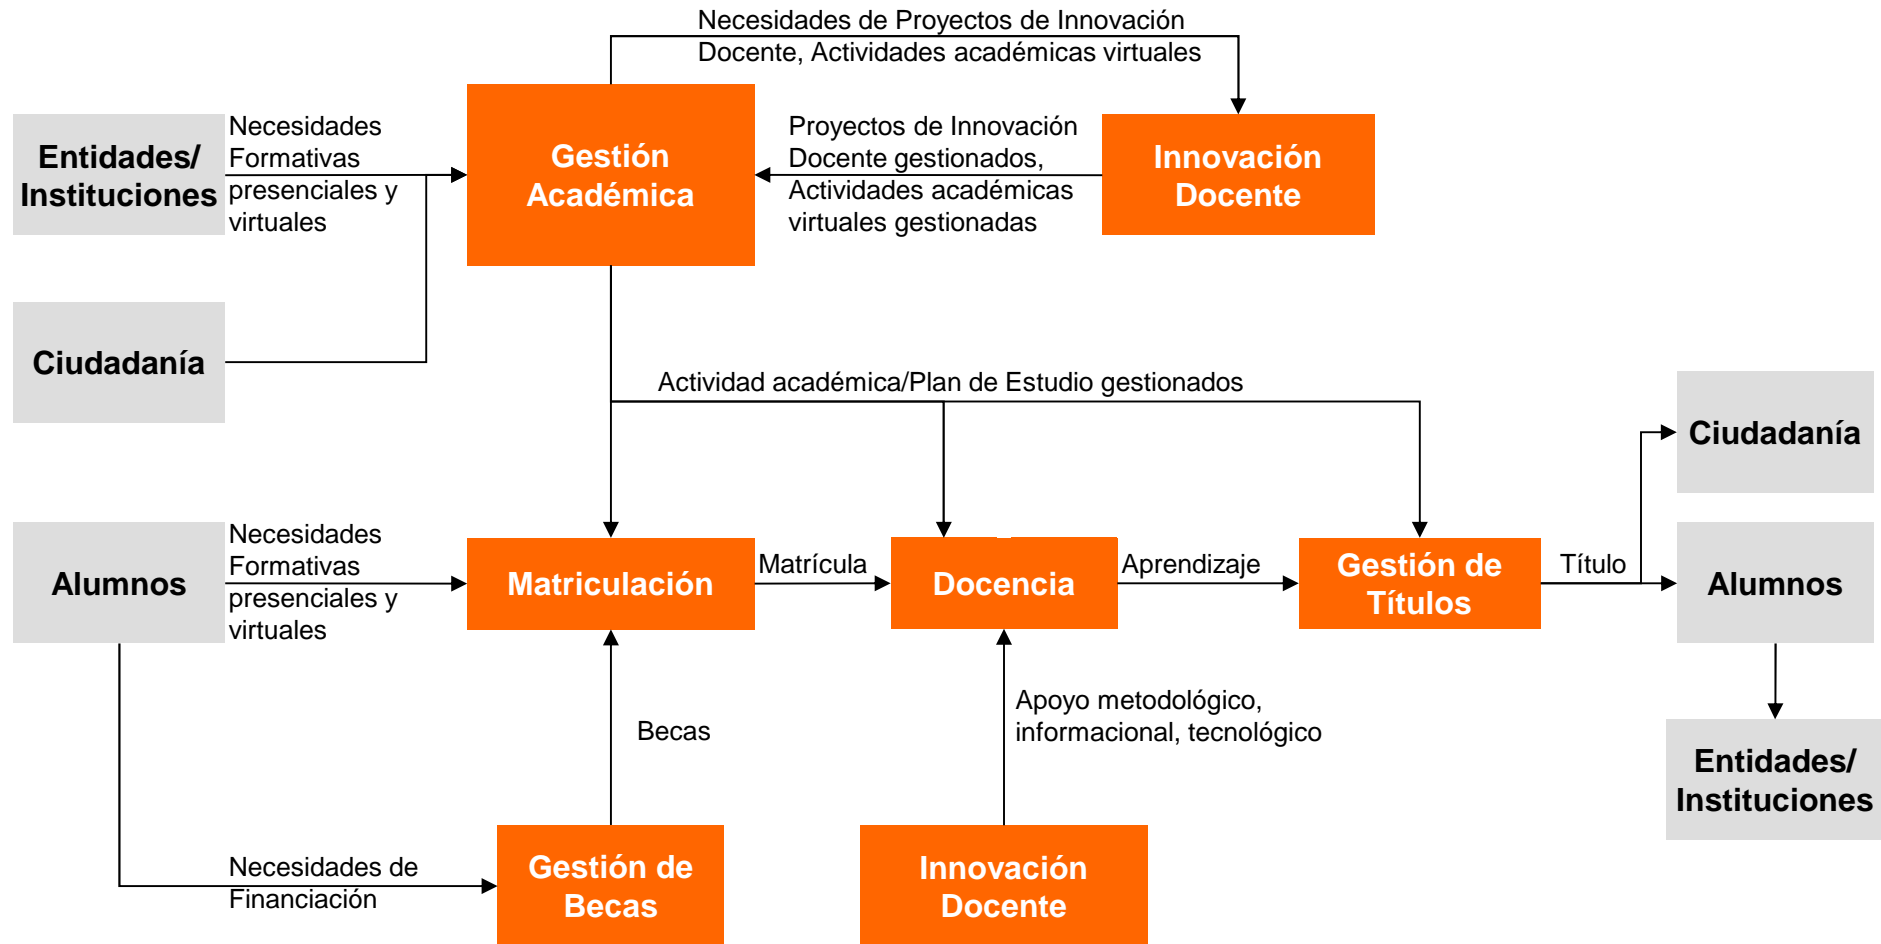 Necesidades de Proyectos de Innovación
Docente, Actividades académicas virtuales
Entidades/
Instituciones
Necesidades
Formativas
presenciales y
virtuales
Gestión
Académica
Proyectos de Innovación
Docente gestionados,
Actividades académicas
virtuales gestionadas
Innovación
Docente
Ciudadanía
Actividad académica/Plan de Estudio gestionados
Ciudadanía
Alumnos
Necesidades
Formativas
presenciales y
virtuales
Matriculación
Matrícula
Docencia
Aprendizaje
Gestión de
Títulos
Título
Alumnos
Becas
Apoyo metodológico,
informacional, tecnológico
Entidades/
Instituciones
Necesidades de
Financiación
Gestión de
Becas
Innovación
Docente